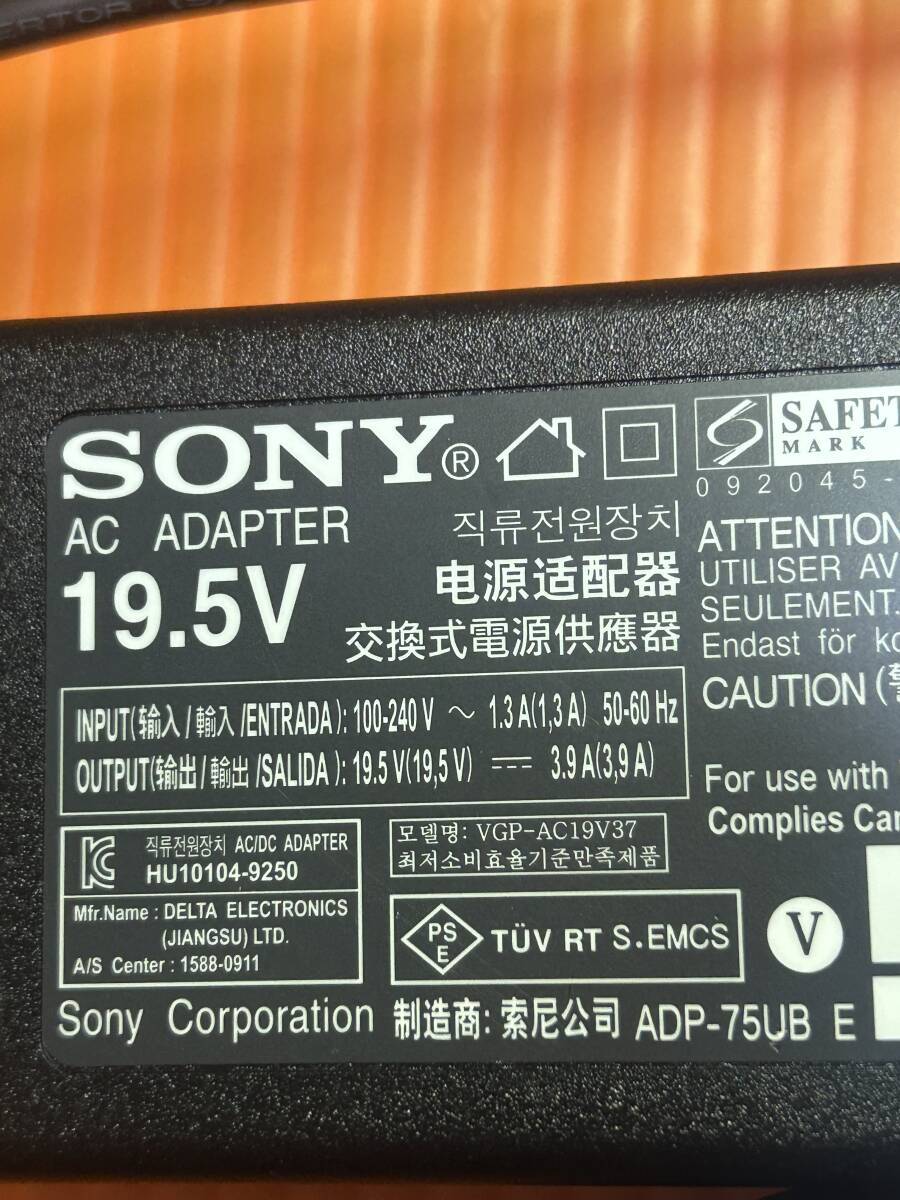 SONY®
AC ADAPTER
19.5V
직류전원장치
电源适配器
交換式電源供應器
INPUT(输入/輸入/ENTRADA): 100-240 V ～ 1.3 A(1,3 A) 50-60 Hz
OUTPUT(输出/輸出/SALIDA): 19.5 V(19,5 V) ⎓ 3.9 A(3,9 A)
직류전원장치 AC/DC ADAPTER
HU10104-9250
Mfr.Name : DELTA ELECTRONICS
(JIANGSU) LTD.
A/S Center : 1588-0911
모델명: VGP-AC19V37
최저소비효율기준만족제품
PS
E
TÜV RT S.EMCS
V
Sony Corporation 制造商: 索尼公司 ADP-75UB E
SAFET
MARK
092045-
ATTENTION
UTILISER AV
SEULEMENT.
Endast för
CAUTION
For use with
Complies